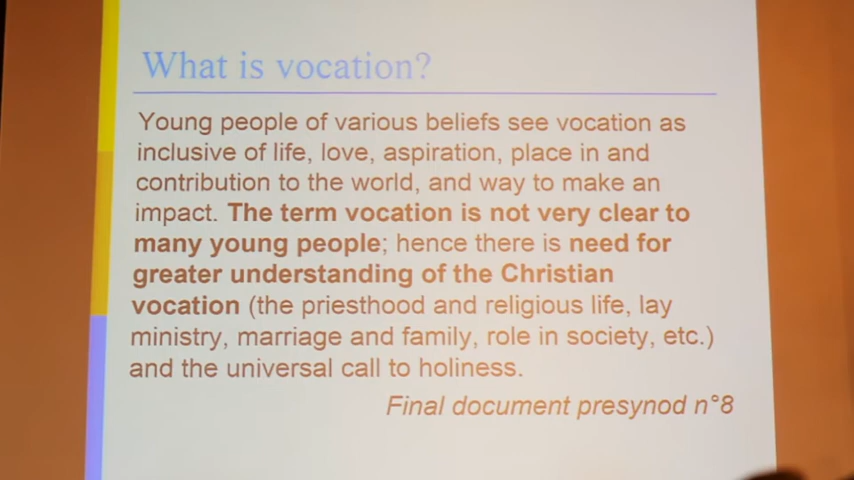 What is vocation?
Young people of various beliefs see vocation as
inclusive of life, love, aspiration, place in and
contribution to the world, and way to make an
impact. The term vocation is not very clear to
many young people; hence there is need for
greater understanding of the Christian
vocation (the priesthood and religious life, lay
ministry, marriage and family, role in society, etc.)
and the universal call to holiness.
Final document presynod n°8